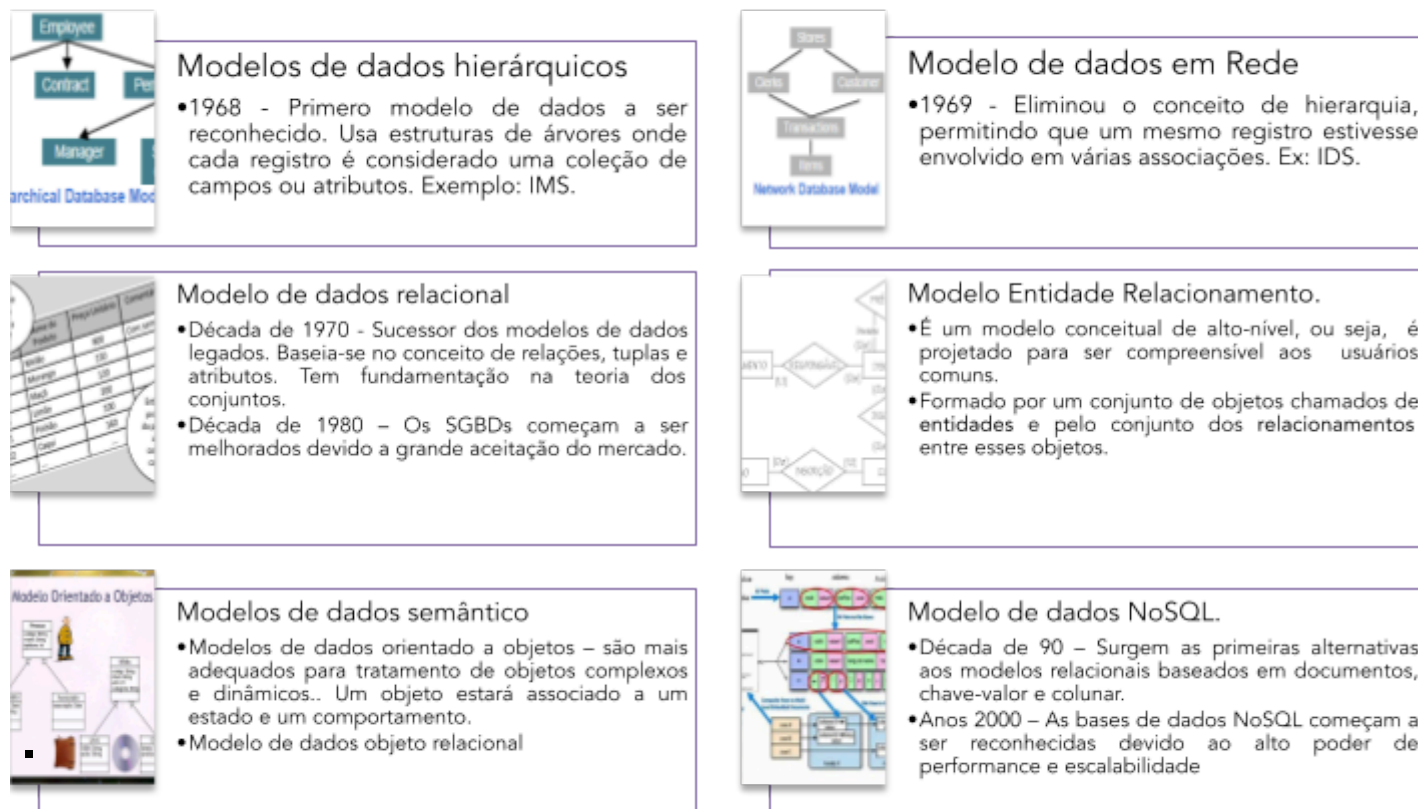 Employee
Contract
Manager
archical Database Mod
Modelos de dados hierárquicos
•1968 - Primero modelo de dados a ser
reconhecido. Usa estruturas de árvores onde
cada registro é considerado uma coleção de
campos ou atributos. Exemplo: IMS.
Stores
Clerks
Customer
Transactions
Items
Network Database Model
Modelo de dados em Rede
•1969 - Eliminou o conceito de hierarquia,
permitindo que um mesmo registro estivesse
envolvido em várias associações. Ex: IDS.
Modelo de dados relacional
•Década de 1970 - Sucessor dos modelos de dados
legados. Baseia-se no conceito de relações, tuplas e
atributos. Tem fundamentação na teoria dos
conjuntos.
•Década de 1980 – Os SGBDs começam a ser
melhorados devido a grande aceitação do mercado.
Modelo Entidade Relacionamento.
•É um modelo conceitual de alto-nível, ou seja, é
projetado para ser compreensível aos usuários
comuns.
•Formado por um conjunto de objetos chamados de
entidades e pelo conjunto dos relacionamentos
entre esses objetos.
Modelo Orientado a Objetos
Modelos de dados semântico
•Modelos de dados orientado a objetos – são mais
adequados para tratamento de objetos complexos
e dinâmicos.. Um objeto estará associado a um
estado e um comportamento.
•Modelo de dados objeto relacional
Modelo de dados NoSQL.
•Década de 90 – Surgem as primeiras alternativas
aos modelos relacionais baseados em documentos,
chave-valor e colunar.
•Anos 2000 – As bases de dados NoSQL começam a
ser reconhecidas devido ao alto poder de
performance e escalabilidade